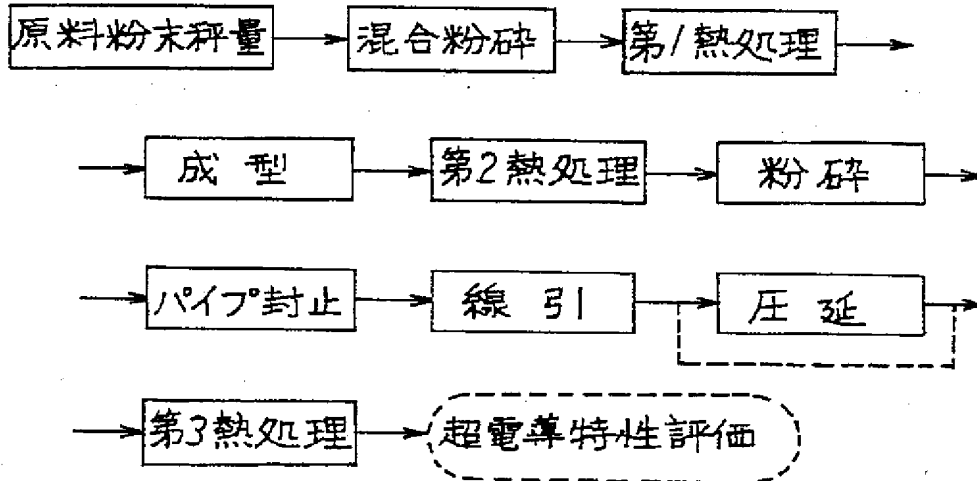 原料粉末秤量 混合粉砕 第1熱処理
成型 第2熱処理 粉砕
パイプ封止 線引 圧延
第3熱処理 超電導特性評価